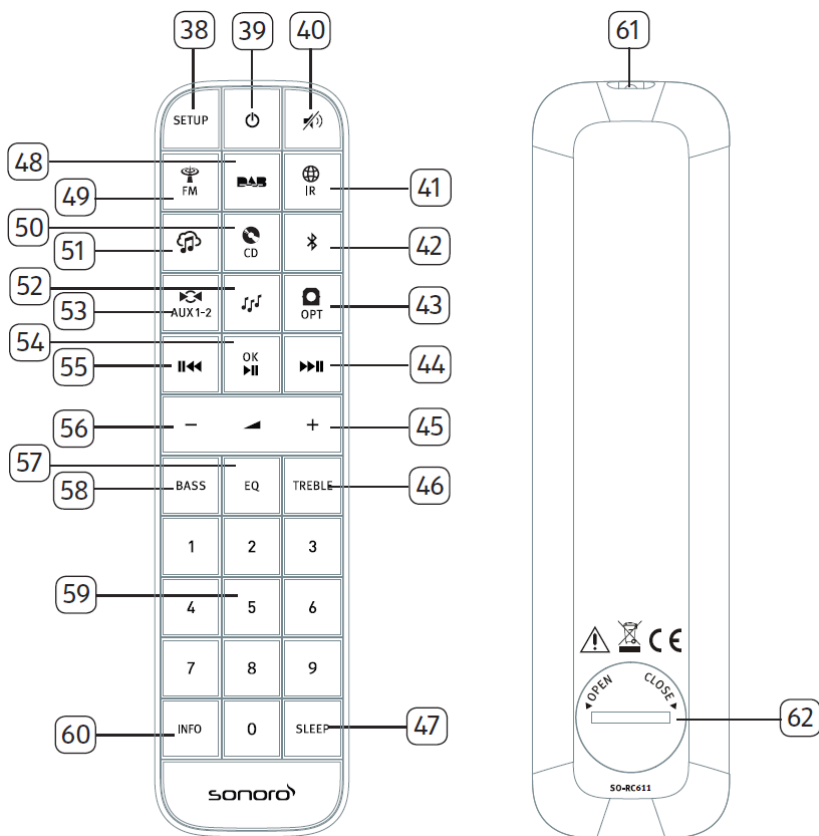 38 39 40 61
SETUP
48
FM DAB IR
49 41
50
51 CD 42
52
53 AUX 1-2 OPT 43
54
55 OK 44
56 − + 45
57
58 BASS EQ TREBLE 46
1 2 3
59
4 5 6
7 8 9
OPEN CLOSE
CE
60 INFO 0 SLEEP 47 62
sonoro
SO-RC611